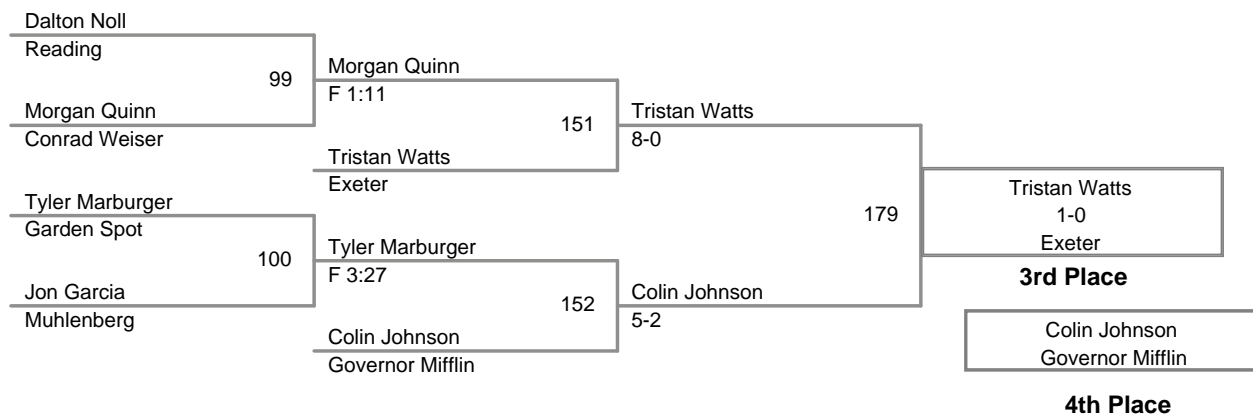 Dalton Noll
Reading
99
Morgan Quinn
F 1:11
Morgan Quinn
Conrad Weiser
151
Tristan Watts
8-0
Tristan Watts
Exeter
Tyler Marburger
Garden Spot
179
Tristan Watts
1-0
Exeter
3rd Place
100
Tyler Marburger
F 3:27
Jon Garcia
Muhlenberg
152
Colin Johnson
5-2
Colin Johnson
Governor Mifflin
Colin Johnson
Governor Mifflin
4th Place